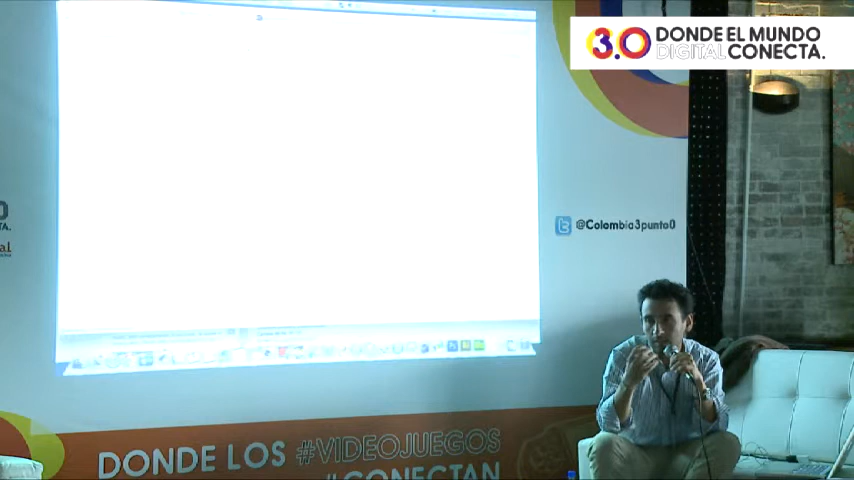 3.0 DONDE EL MUNDO
DIGITAL CONECTA.
@Colombia3punto0
DONDE LOS #VIDEOJUEGOS
#CONECTAN